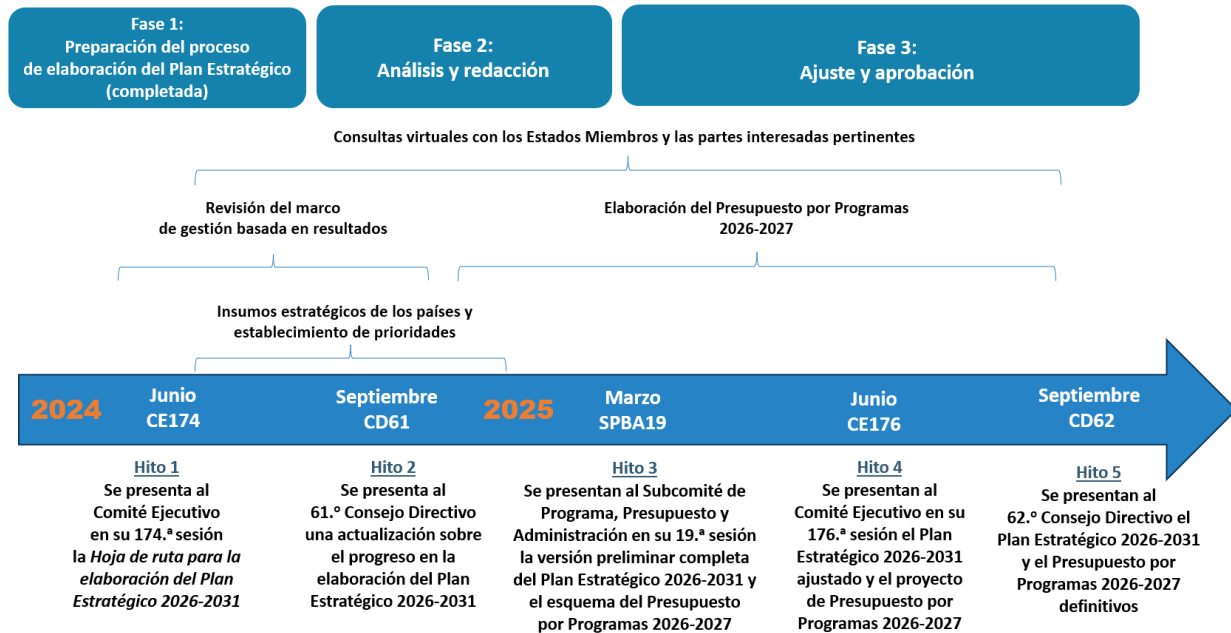 Fase 1:
Preparación del proceso
de elaboración del Plan Estratégico
(completada)
Fase 2:
Análisis y redacción
Fase 3:
Ajuste y aprobación
Consultas virtuales con los Estados Miembros y las partes interesadas pertinentes
Revisión del marco
de gestión basada en resultados
Elaboración del Presupuesto por Programas
2026-2027
Insumos estratégicos de los países y
establecimiento de prioridades
2024
Junio
CE174
Septiembre
CD61
2025
Marzo
SPBA19
Junio
CE176
Septiembre
CD62
Hito 1
Se presenta al
Comité Ejecutivo
en su 174.ª sesión
la Hoja de ruta para la
elaboración del Plan
Estratégico 2026-2031
Hito 2
Se presenta al
61.º Consejo Directivo
una actualización sobre
el progreso en la
elaboración del Plan
Estratégico 2026-2031
Hito 3
Se presentan al Subcomité de
Programa, Presupuesto y
Administración en su 19.ª sesión
la versión preliminar completa
del Plan Estratégico 2026-2031 y
el esquema del Presupuesto
por Programas 2026-2027
Hito 4
Se presentan al
Comité Ejecutivo en su
176.ª sesión el Plan
Estratégico 2026-2031
ajustado y el proyecto
de Presupuesto por
Programas 2026-2027
Hito 5
Se presentan al
62.º Consejo Directivo el
Plan Estratégico 2026-2031
y el Presupuesto por
Programas 2026-2027
definitivos